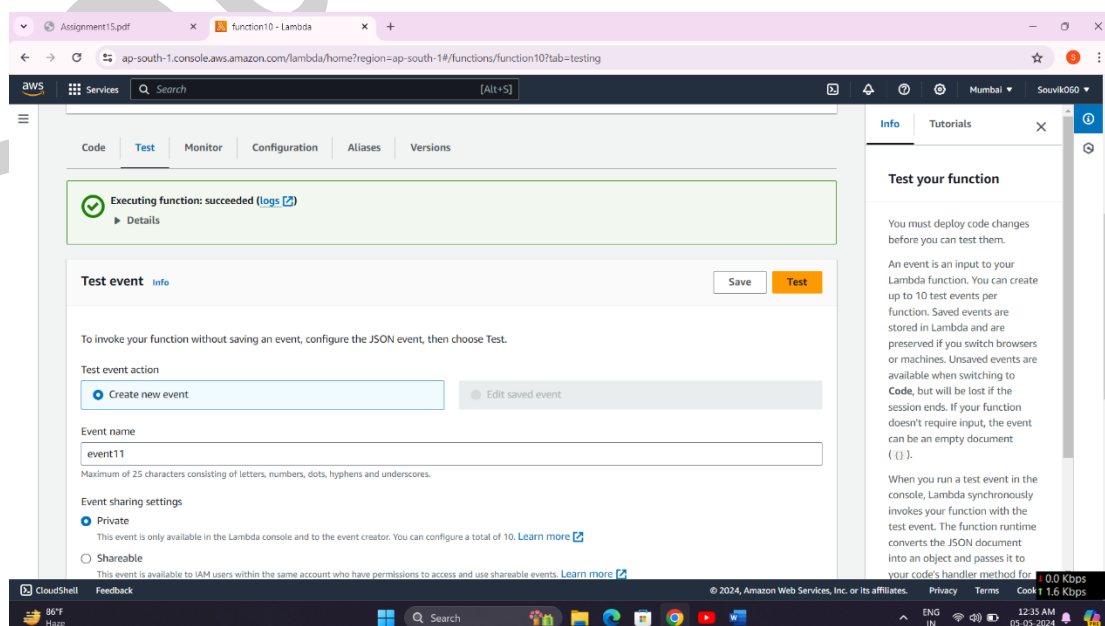 Assignment15.pdf
function10 - Lambda
ap-south-1.console.aws.amazon.com/lambda/home?region=ap-south-1#/functions/function10?tab=testing
S
aws Services Search [Alt+S] Mumbai Souvik060
Code Test Monitor Configuration Aliases Versions
Executing function: succeeded (logs)
Details
Test event Info Save Test
To invoke your function without saving an event, configure the JSON event, then choose Test.
Test event action
Create new event
Edit saved event
Event name
event11
Maximum of 25 characters consisting of letters, numbers, dots, hyphens and underscores.
Event sharing settings
Private
This event is only available in the Lambda console and to the event creator. You can configure a total of 10. Learn more
Shareable
This event is available to IAM users within the same account who have permissions to access and use shareable events. Learn more
Info Tutorials
Test your function
You must deploy code changes
before you can test them.
An event is an input to your
Lambda function. You can create
up to 10 test events per
function. Saved events are
stored in Lambda and are
preserved if you switch browsers
or machines. Unsaved events are
available when switching to
Code, but will be lost if the
session ends. If your function
doesn't require input, the event
can be an empty document
( {} ).
When you run a test event in the
console, Lambda synchronously
invokes your function with the
test event. The function runtime
converts the JSON document
into an object and passes it to
your code's handler method for
CloudShell Feedback © 2024, Amazon Web Services, Inc. or its affiliates. Privacy Terms Cook
0.0 Kbps
1.6 Kbps
86°F
Haze
Search
ENG
IN
12:35 AM
05-05-2024